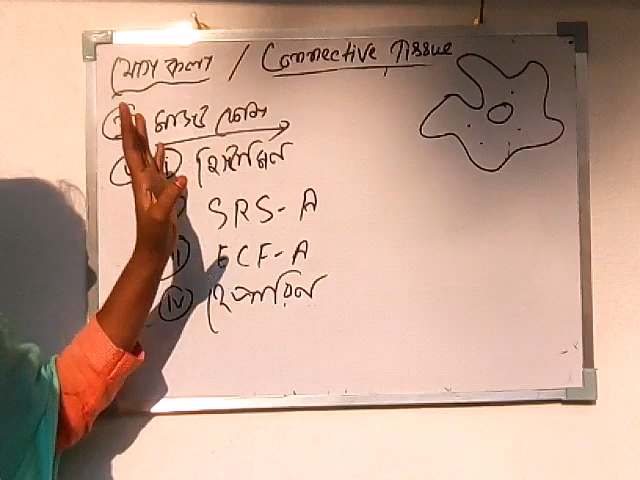 যোগ কলা / Connective Tissue
মাস্ট কোষ
i হিস্টামিন
SRS-A
ECF-A
iv হেপারিন